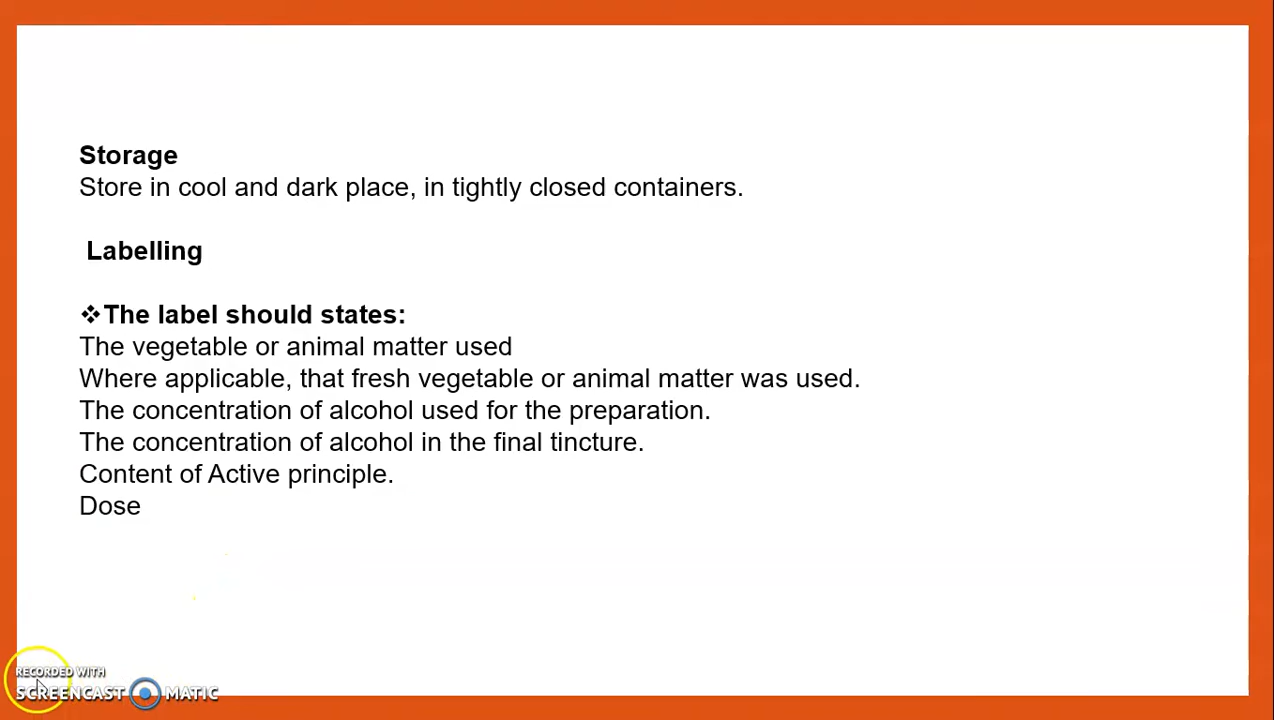 Storage
Store in cool and dark place, in tightly closed containers.
Labelling
❖The label should states:
The vegetable or animal matter used
Where applicable, that fresh vegetable or animal matter was used.
The concentration of alcohol used for the preparation.
The concentration of alcohol in the final tincture.
Content of Active principle.
Dose
RECORDED WITH
SCREENCAST MATIC